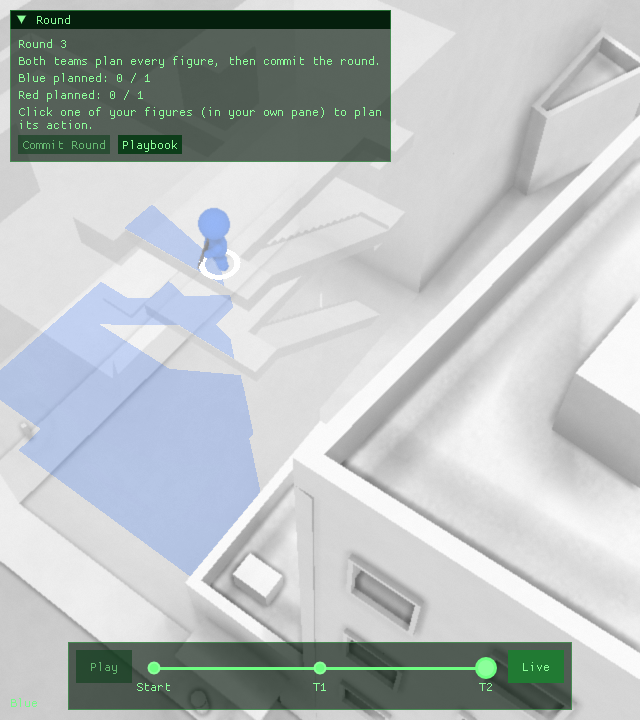 Round
Round 3
Both teams plan every figure, then commit the round.
Blue planned: 0 / 1
Red planned: 0 / 1
Click one of your figures (in your own pane) to plan
its action.
Commit Round Playbook
Play Live
Start T1 T2